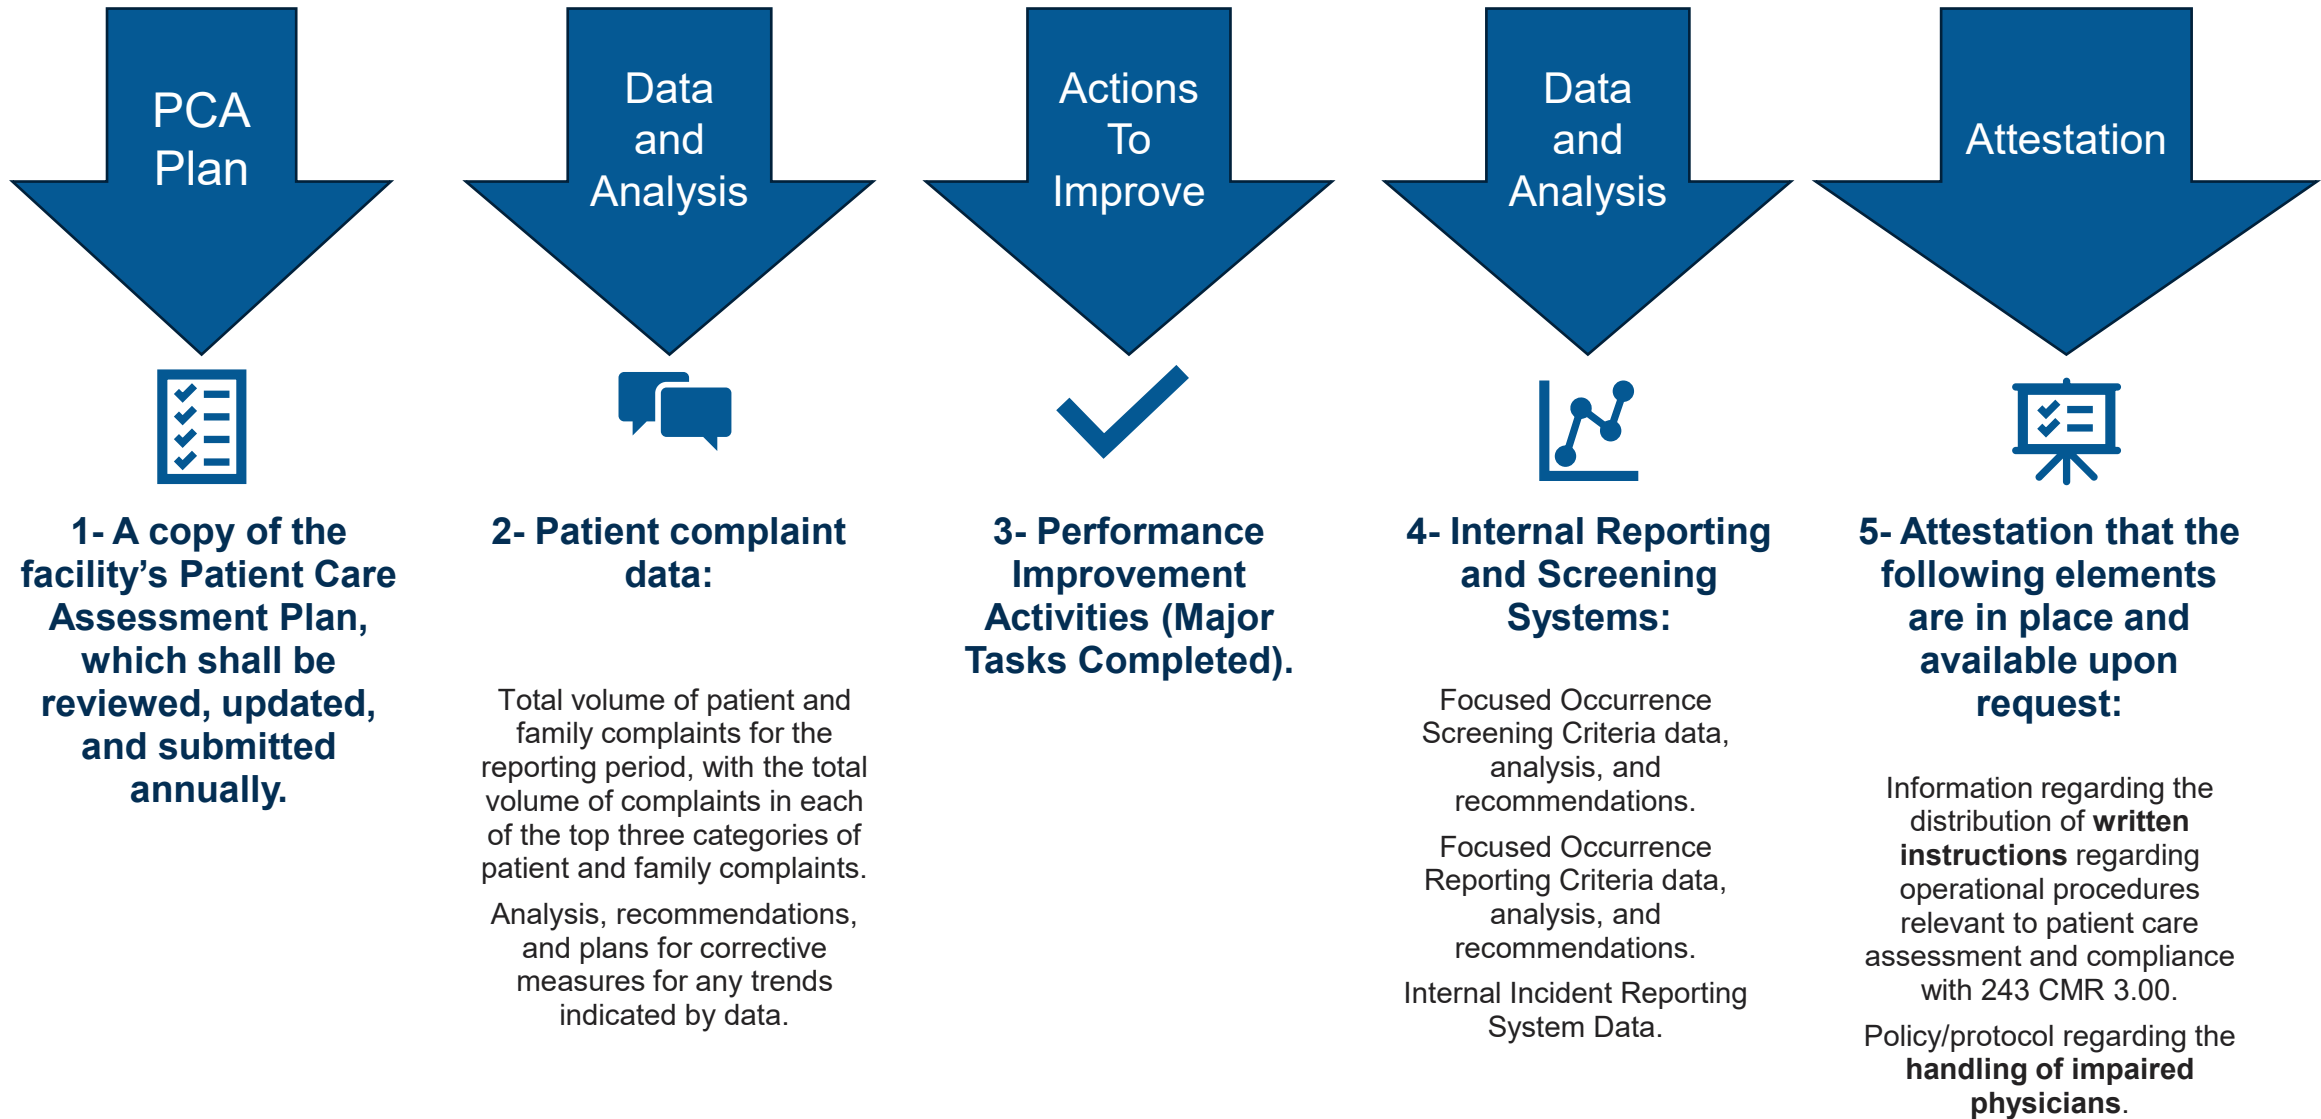 PCA
Plan
Data
and
Analysis
Actions
To
Improve
Data
and
Analysis
Attestation
1- A copy of the
facility’s Patient Care
Assessment Plan,
which shall be
reviewed, updated,
and submitted
annually.
2- Patient complaint
data:
Total volume of patient and
family complaints for the
reporting period, with the total
volume of complaints in each
of the top three categories of
patient and family complaints.
Analysis, recommendations,
and plans for corrective
measures for any trends
indicated by data.
3- Performance
Improvement
Activities (Major
Tasks Completed).
4- Internal Reporting
and Screening
Systems:
Focused Occurrence
Screening Criteria data,
analysis, and
recommendations.
Focused Occurrence
Reporting Criteria data,
analysis, and
recommendations.
Internal Incident Reporting
System Data.
5- Attestation that the
following elements
are in place and
available upon
request:
Information regarding the
distribution of written
instructions regarding
operational procedures
relevant to patient care
assessment and compliance
with 243 CMR 3.00.
Policy/protocol regarding the
handling of impaired
physicians.